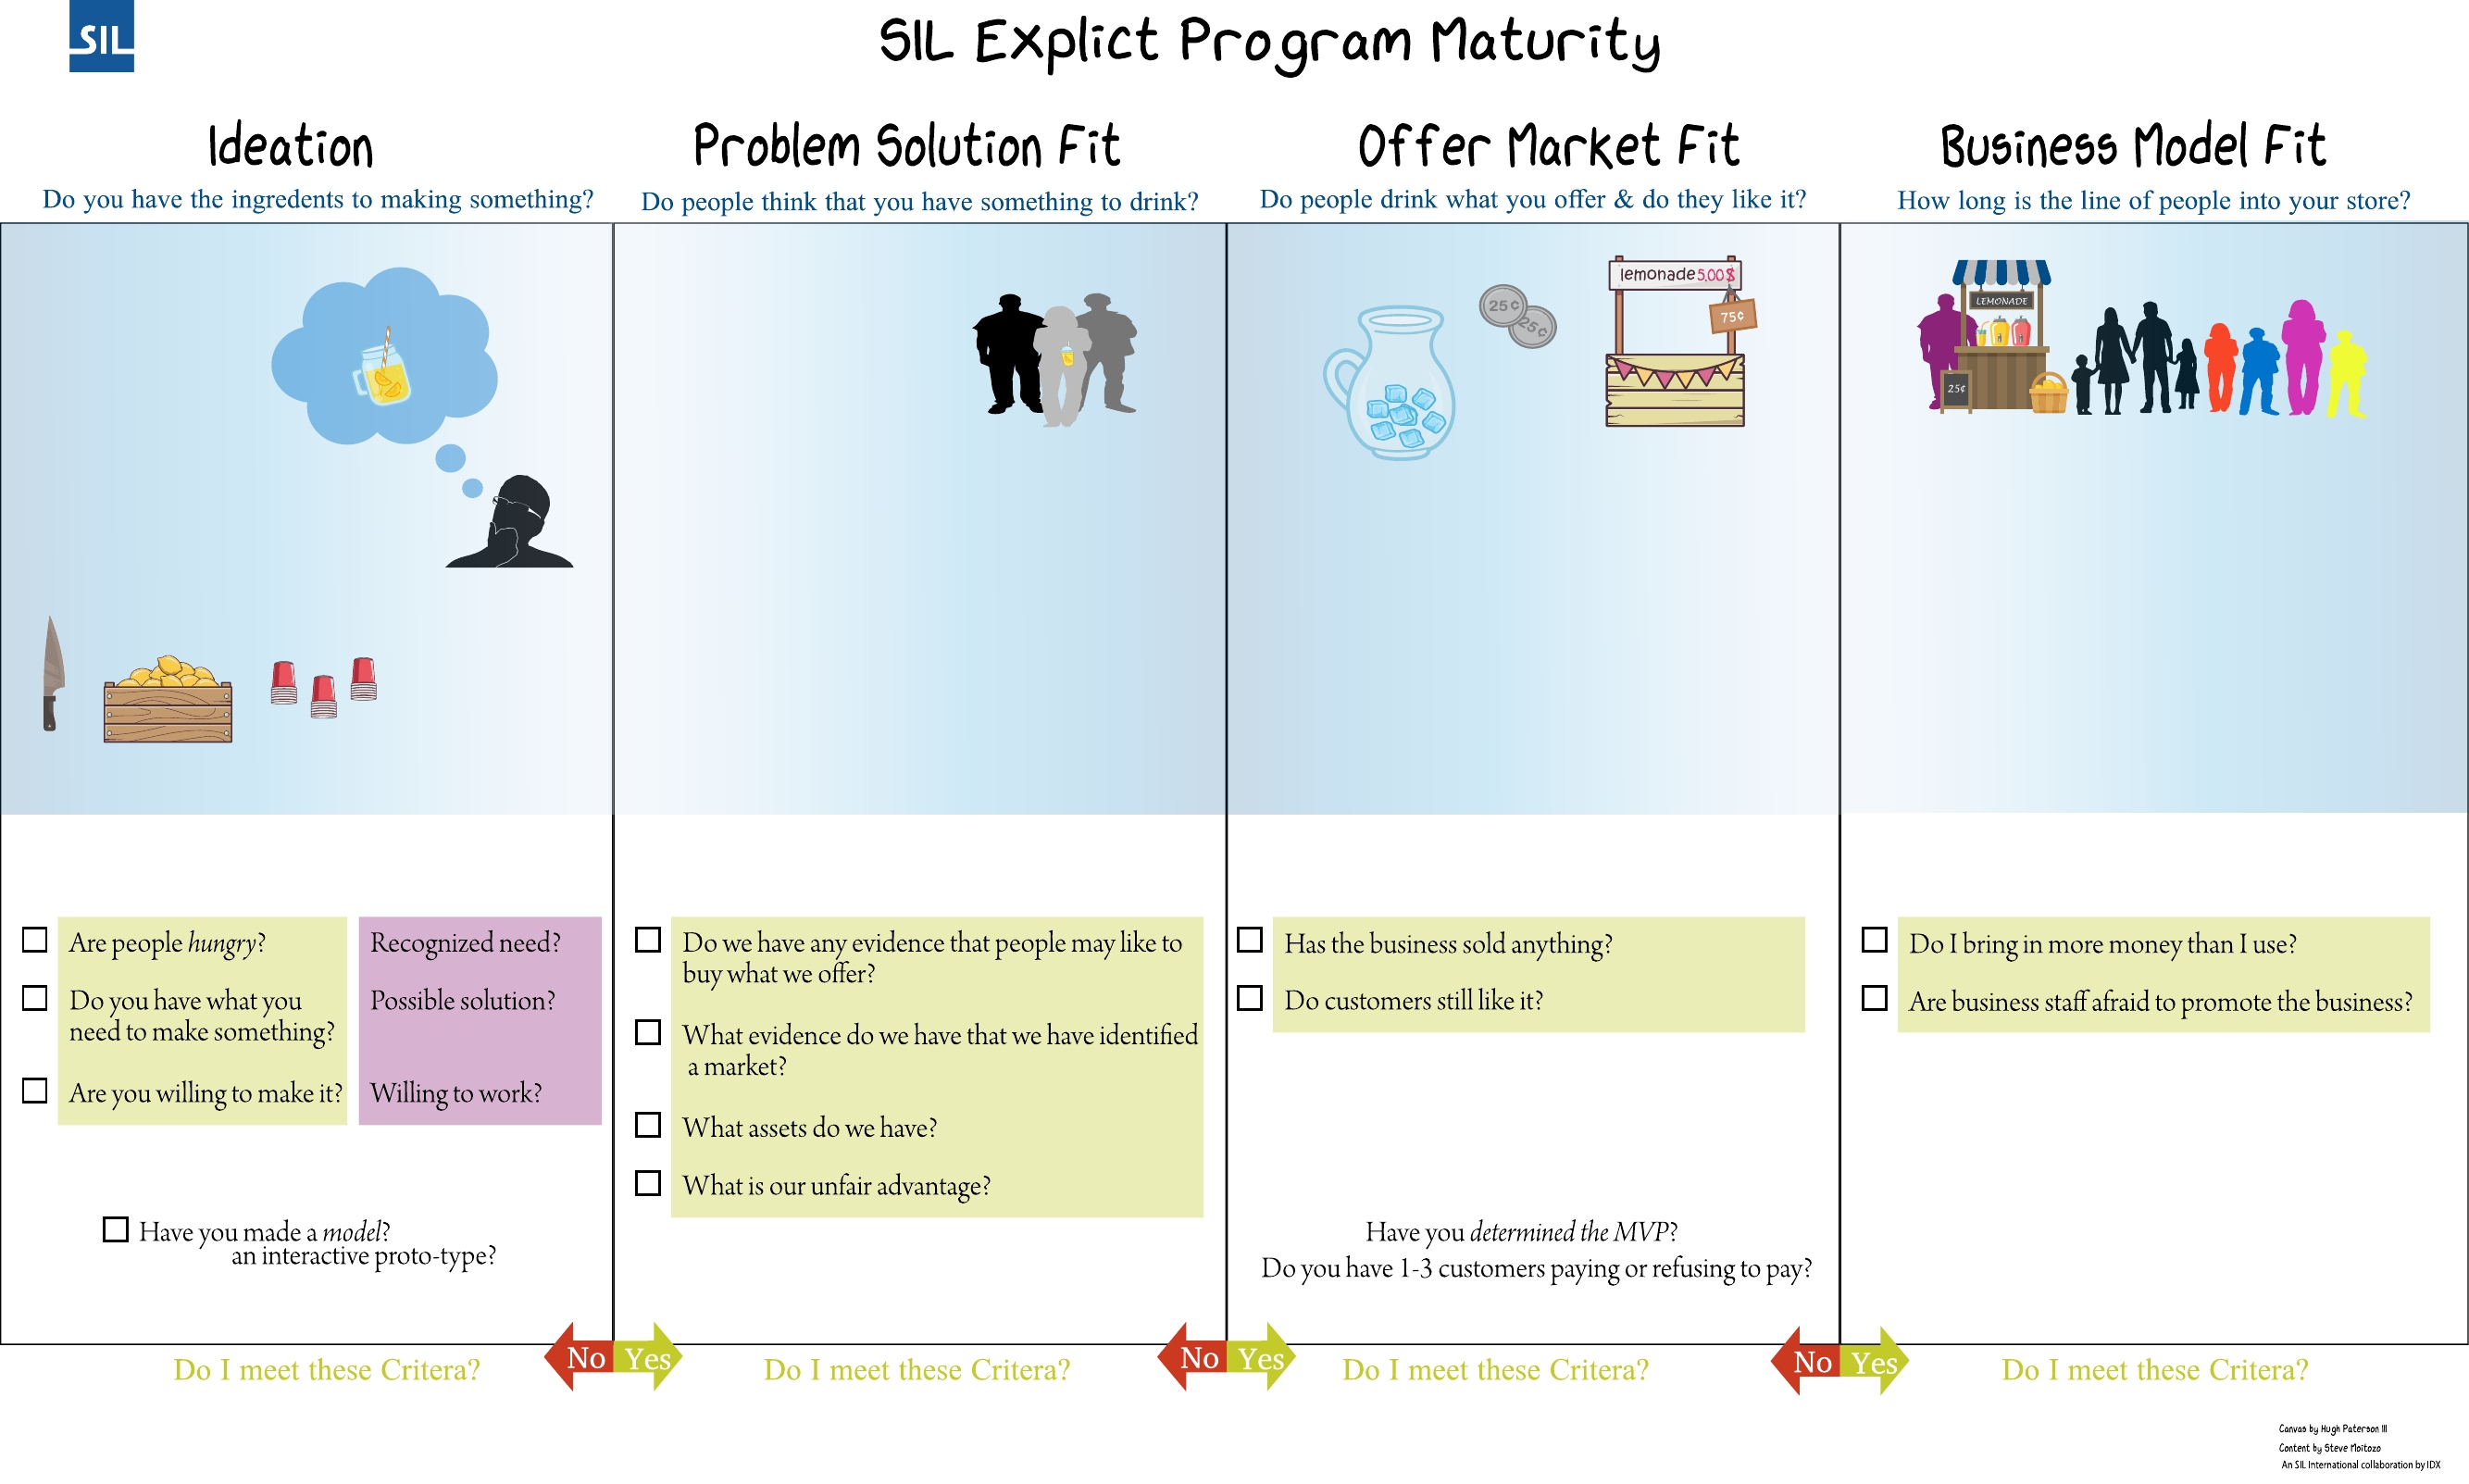 SIL
SIL Explict Program Maturity
Ideation
Do you have the ingredents to making something?
Are people hungry?
Do you have what you
need to make something?
Are you willing to make it?
Recognized need?
Possible solution?
Willing to work?
Have you made a model?
an interactive proto-type?
Do I meet these Critera?
No Yes
Problem Solution Fit
Do people think that you have something to drink?
Do we have any evidence that people may like to
buy what we offer?
What evidence do we have that we have identified
a market?
What assets do we have?
What is our unfair advantage?
Do I meet these Critera?
No Yes
Offer Market Fit
Do people drink what you offer & do they like it?
25¢
25¢
lemonade 5.00$
75¢
Has the business sold anything?
Do customers still like it?
Have you determined the MVP?
Do you have 1-3 customers paying or refusing to pay?
Do I meet these Critera?
No Yes
Business Model Fit
How long is the line of people into your store?
LEMONADE
25¢
Do I bring in more money than I use?
Are business staff afraid to promote the business?
Do I meet these Critera?
Canvas by Hugh Paterson III
Content by Steve Moitozo
An SIL International collaboration by IDX